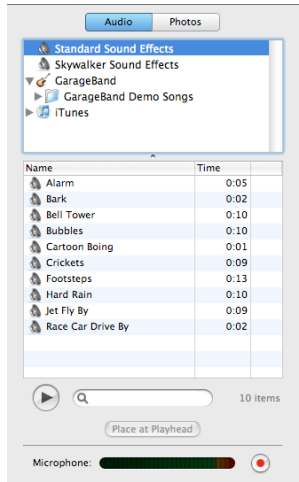 Audio Photos
Standard Sound Effects
Skywalker Sound Effects
GarageBand
GarageBand Demo Songs
iTunes
Name Time
Alarm 0:05
Bark 0:02
Bell Tower 0:10
Bubbles 0:10
Cartoon Boing 0:01
Crickets 0:09
Footsteps 0:13
Hard Rain 0:10
Jet Fly By 0:09
Race Car Drive By 0:02
10 items
Place at Playhead
Microphone: